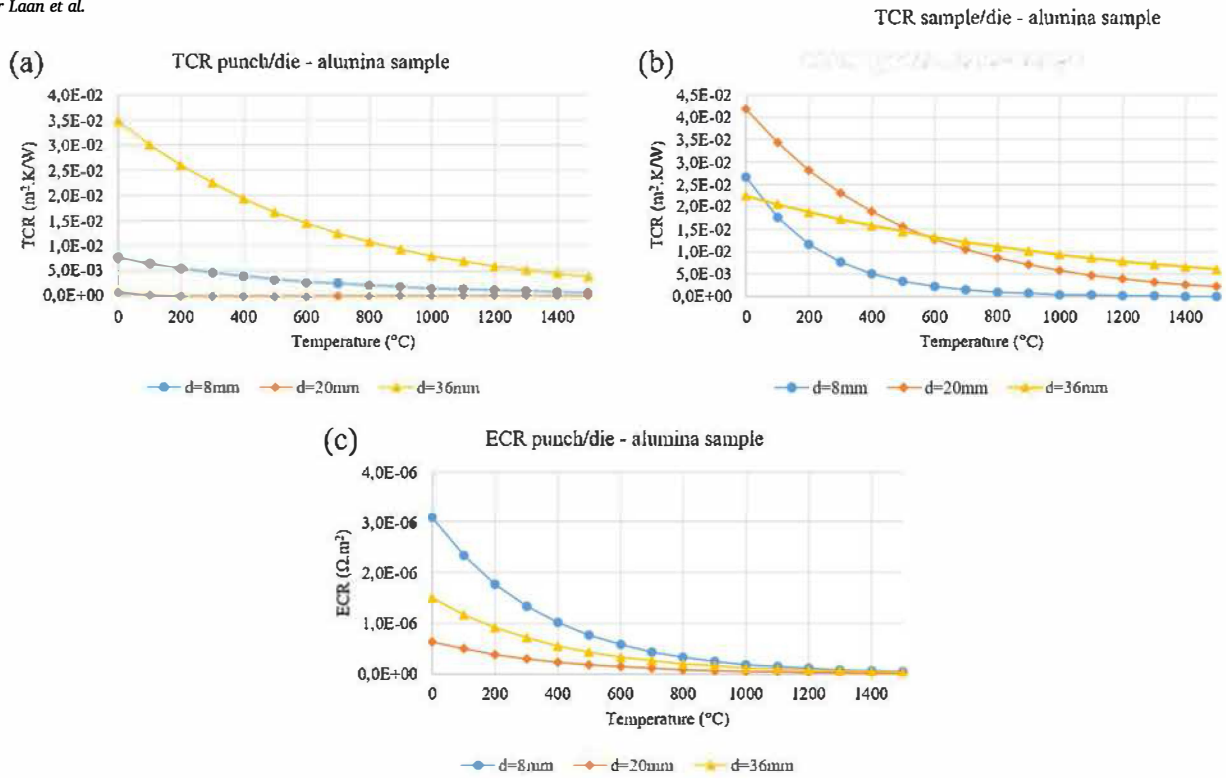 r Laan et al.
TCR sample/die - alumina sample
(a)
TCR punch/die - alumina sample
4,0E-02
3,5E-02
3,0E-02
2,5E-02
2,0E-02
1,5E-02
1,0E-02
5,0E-03
0,0E+00
TCR (m².K/W)
0 200 400 600 800 1000 1200 1400
Temperature (°C)
d=8mm d=20mm d=36mm
(b)
4,5E-02
4,0E-02
3,5E-02
3,0E-02
2,5E-02
2,0E-02
1,5E-02
1,0E-02
5,0E-03
0,0E+00
TCR (m².K/W)
0 200 400 600 800 1000 1200 1400
Temperature (°C)
d=8mm d=20mm d=36mm
(c)
ECR punch/die - alumina sample
4,0E-06
3,0E-06
2,0E-06
1,0E-06
0,0E+00
ECR (Ω.m²)
0 200 400 600 800 1000 1200 1400
Temperature (°C)
d=8mm d=20mm d=36mm